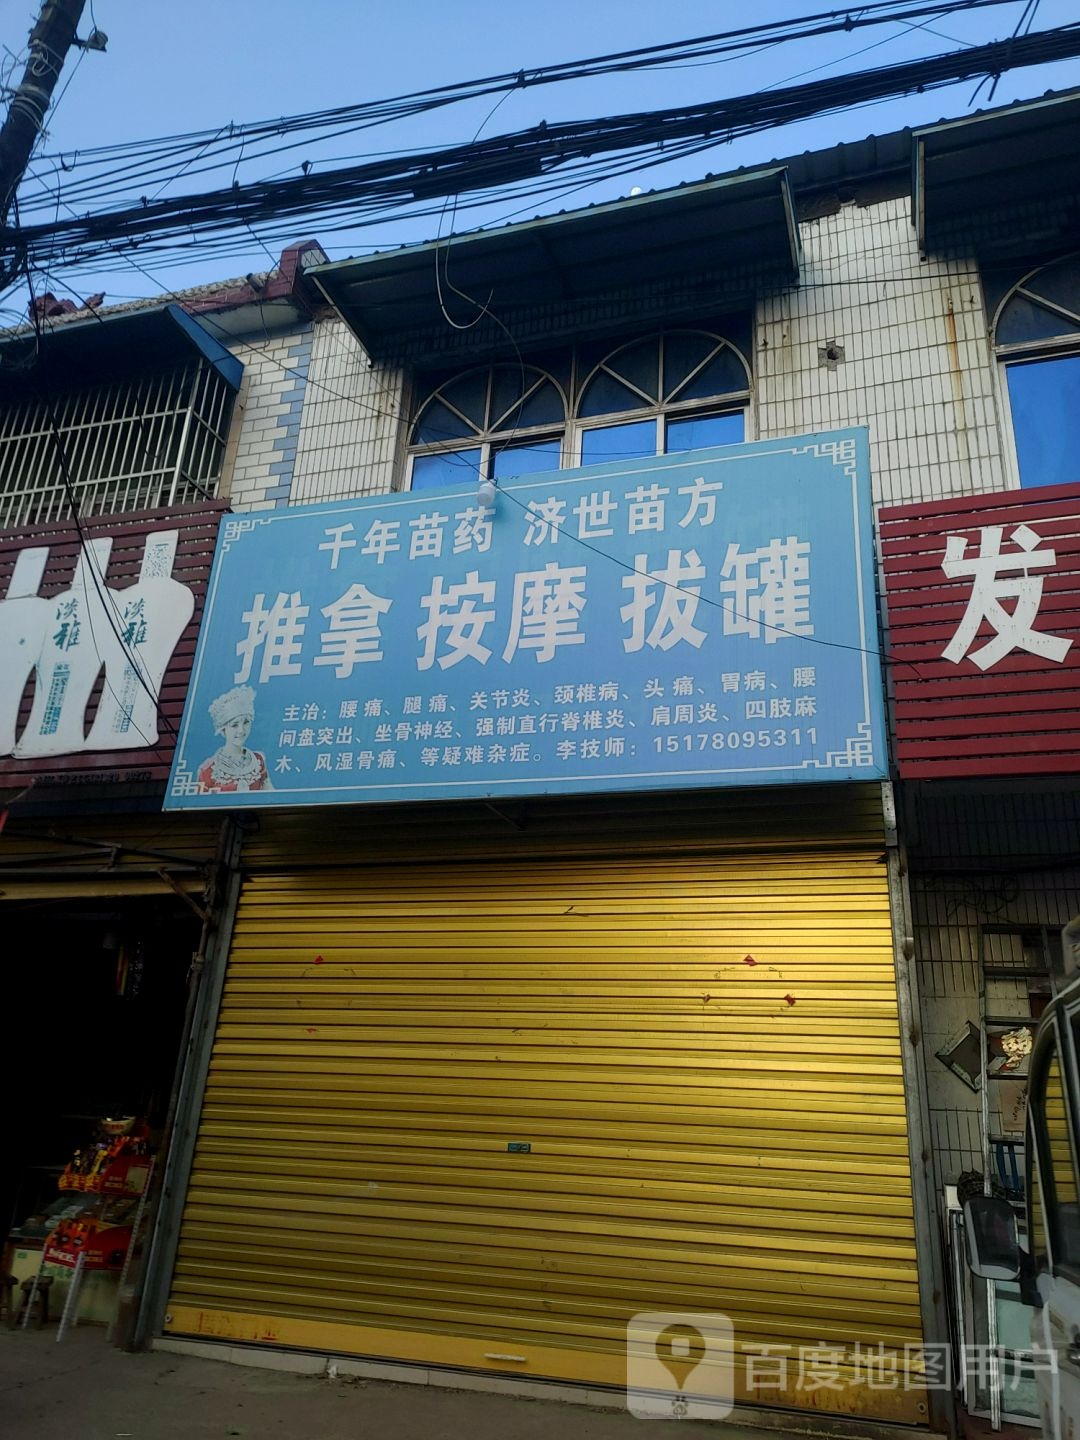 千年苗药 济世苗方
推拿 按摩 拔罐
主治：腰痛、腿痛、关节炎、颈椎病、头痛、胃病、腰
间盘突出、坐骨神经、强制直行脊椎炎、肩周炎、四肢麻
木、风湿骨痛、等疑难杂症。李技师：15178095311
淡雅
淡雅
发
百度地图用户